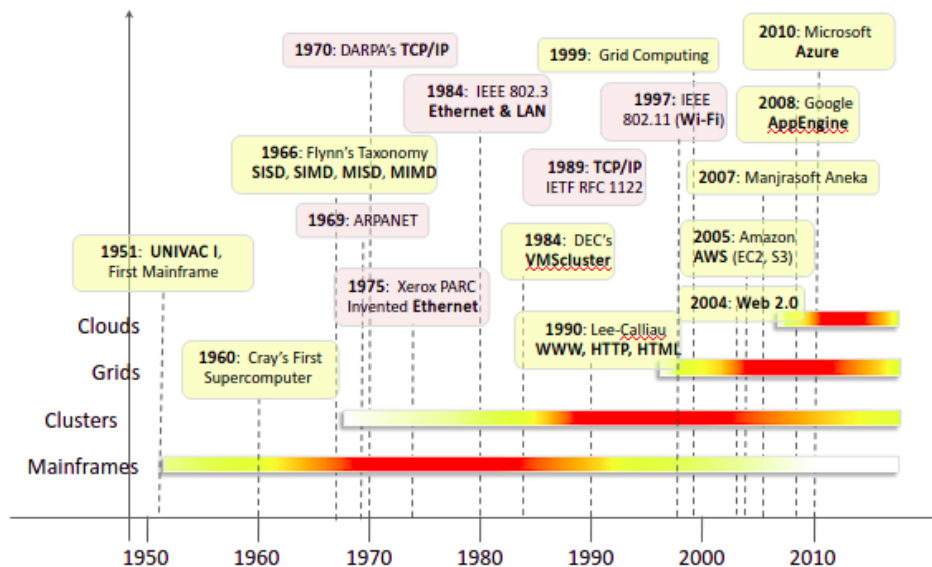 1970: DARPA's TCP/IP
1999: Grid Computing
2010: Microsoft
Azure
1984: IEEE 802.3
Ethernet & LAN
1997: IEEE
802.11 (Wi-Fi)
2008: Google
AppEngine
1966: Flynn's Taxonomy
SISD, SIMD, MISD, MIMD
1989: TCP/IP
IETF RFC 1122
2007: Manjrasoft Aneka
1969: ARPANET
1951: UNIVAC I,
First Mainframe
1984: DEC's
VMScluster
2005: Amazon
AWS (EC2, S3)
1975: Xerox PARC
Invented Ethernet
2004: Web 2.0
Clouds
1990: Lee-Calliau
WWW, HTTP, HTML
1960: Cray's First
Supercomputer
Grids
Clusters
Mainframes
1950 1960 1970 1980 1990 2000 2010